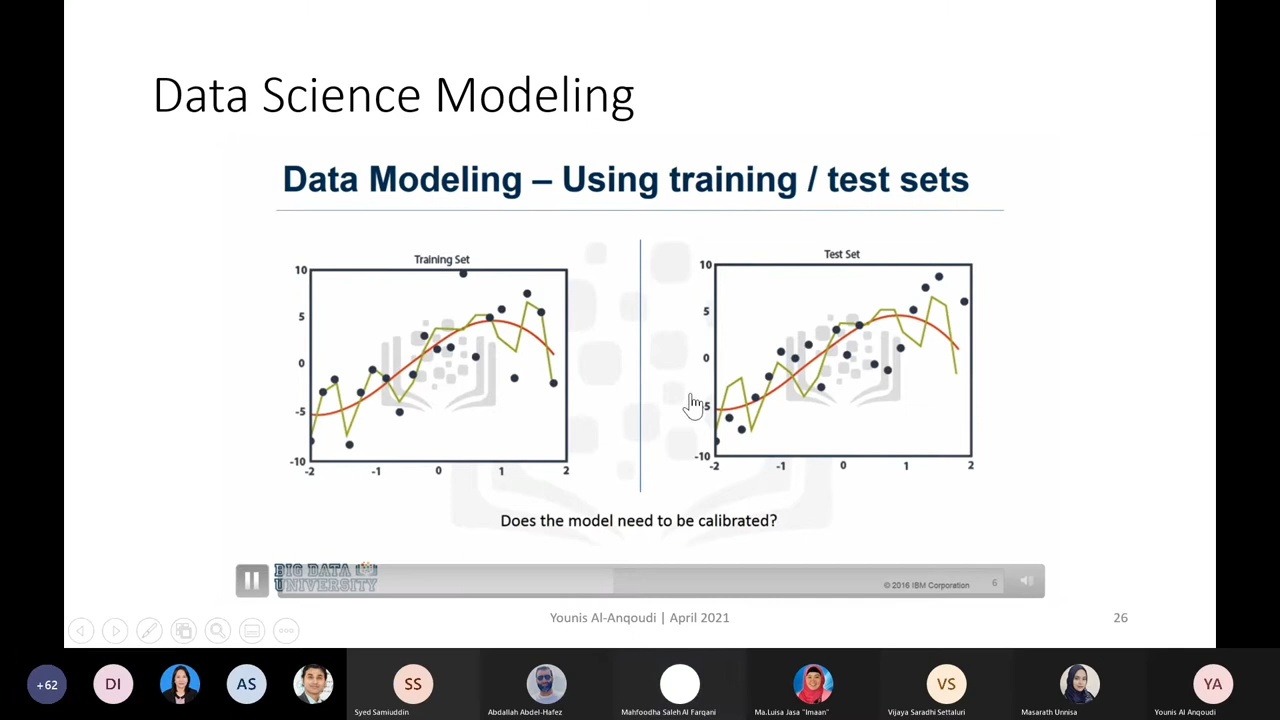 Data Science Modeling
Data Modeling – Using training / test sets
Training Set
10
5
0
-5
-10
-2
-1
0
1
2
Test Set
10
5
0
-5
-10
-2
-1
0
1
2
Does the model need to be calibrated?
BIG DATA
UNIVERSITY
© 2016 IBM Corporation
6
Younis Al-Anqoudi | April 2021
26
+62
DI
AS
SS
VS
YA
Syed Samiuddin
Abdallah Abdel-Hafez
Mahfoodha Saleh Al Farqani
Ma.Luisa Jasa "Imaan"
Vijaya Saradhi Settaluri
Masarath Unnisa
Younis Al Anqoudi